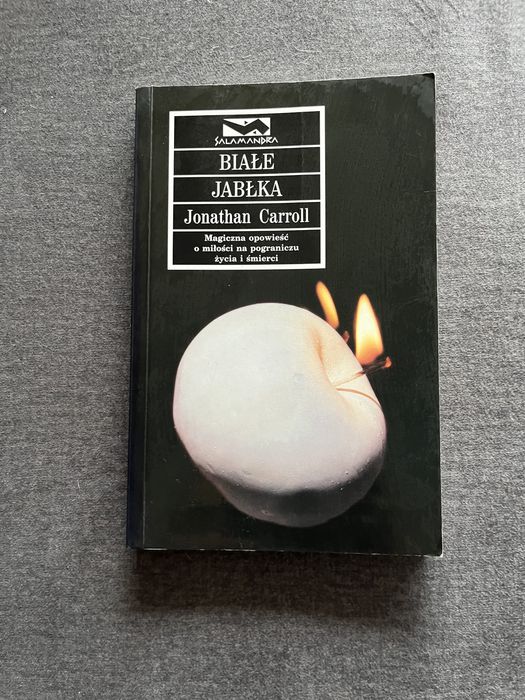 SALAMANDRA
BIAŁE
JABŁKA
Jonathan Carroll
Magiczna opowieść
o miłości na pograniczu
życia i śmierci